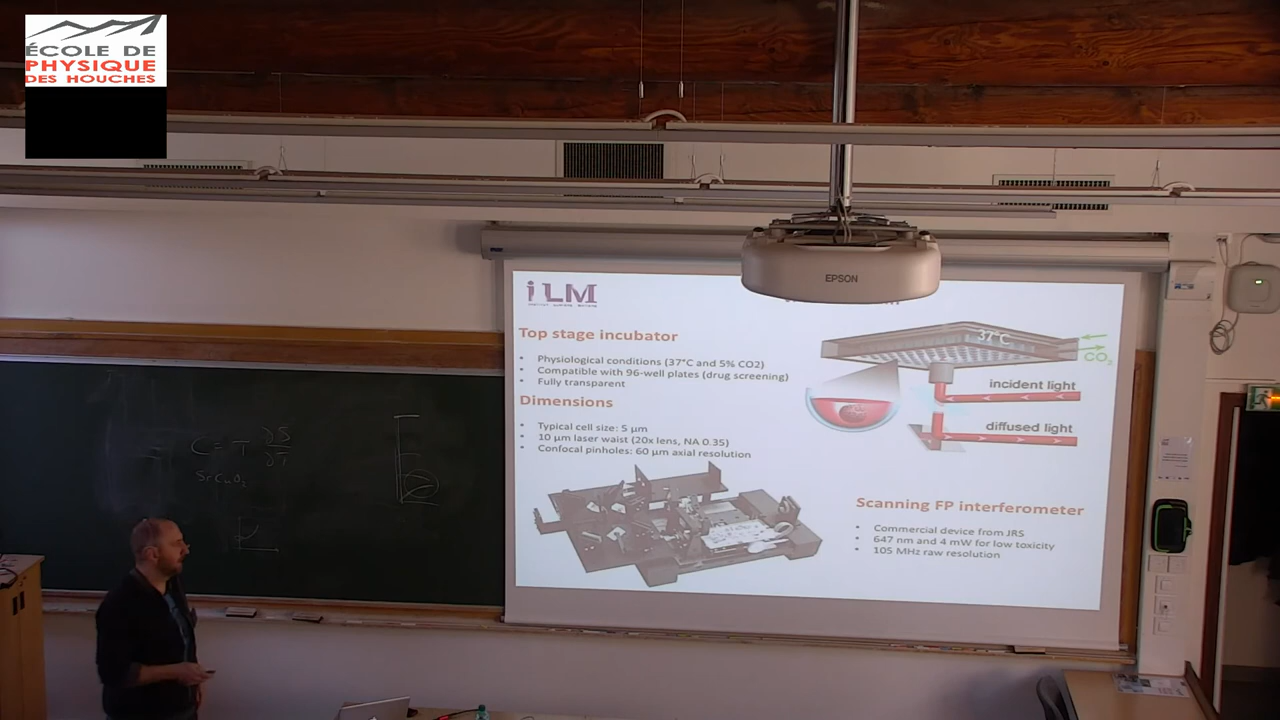 ÉCOLE DE
PHYSIQUE
DES HOUCHES
EPSON
iLM
Top stage incubator
• Physiological conditions (37°C and 5% CO2)
• Compatible with 96-well plates (drug screening)
• Fully transparent
Dimensions
• Typical cell size: 5 μm
• 10 μm laser waist (20x lens, NA 0.35)
• Confocal pinholes: 60 μm axial resolution
37°C
CO2
incident light
diffused light
Scanning FP interferometer
• Commercial device from JRS
• 647 nm and 4 mW for low toxicity
• 105 MHz raw resolution
C = T ∂S
∂T
SrCuO2